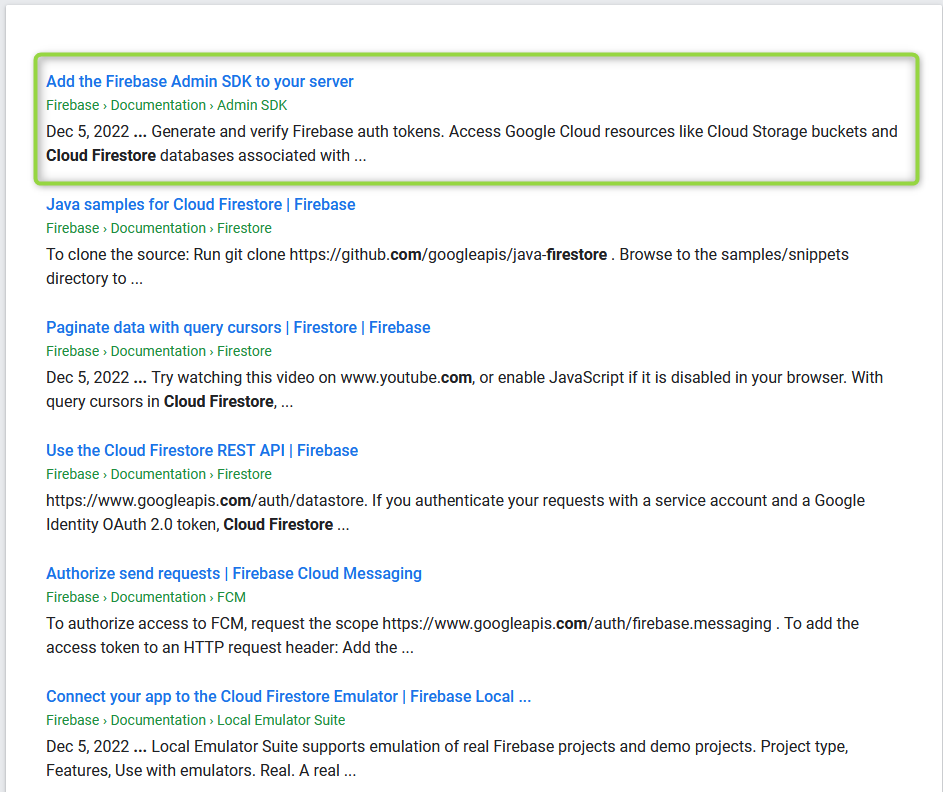 Add the Firebase Admin SDK to your server
Firebase › Documentation › Admin SDK
Dec 5, 2022 ... Generate and verify Firebase auth tokens. Access Google Cloud resources like Cloud Storage buckets and
Cloud Firestore databases associated with ...
Java samples for Cloud Firestore | Firebase
Firebase › Documentation › Firestore
To clone the source: Run git clone https://github.com/googleapis/java-firestore . Browse to the samples/snippets
directory to ...
Paginate data with query cursors | Firestore | Firebase
Firebase › Documentation › Firestore
Dec 5, 2022 ... Try watching this video on www.youtube.com, or enable JavaScript if it is disabled in your browser. With
query cursors in Cloud Firestore, ...
Use the Cloud Firestore REST API | Firebase
Firebase › Documentation › Firestore
https://www.googleapis.com/auth/datastore. If you authenticate your requests with a service account and a Google
Identity OAuth 2.0 token, Cloud Firestore ...
Authorize send requests | Firebase Cloud Messaging
Firebase › Documentation › FCM
To authorize access to FCM, request the scope https://www.googleapis.com/auth/firebase.messaging . To add the
access token to an HTTP request header: Add the ...
Connect your app to the Cloud Firestore Emulator | Firebase Local ...
Firebase › Documentation › Local Emulator Suite
Dec 5, 2022 ... Local Emulator Suite supports emulation of real Firebase projects and demo projects. Project type,
Features, Use with emulators. Real. A real ...